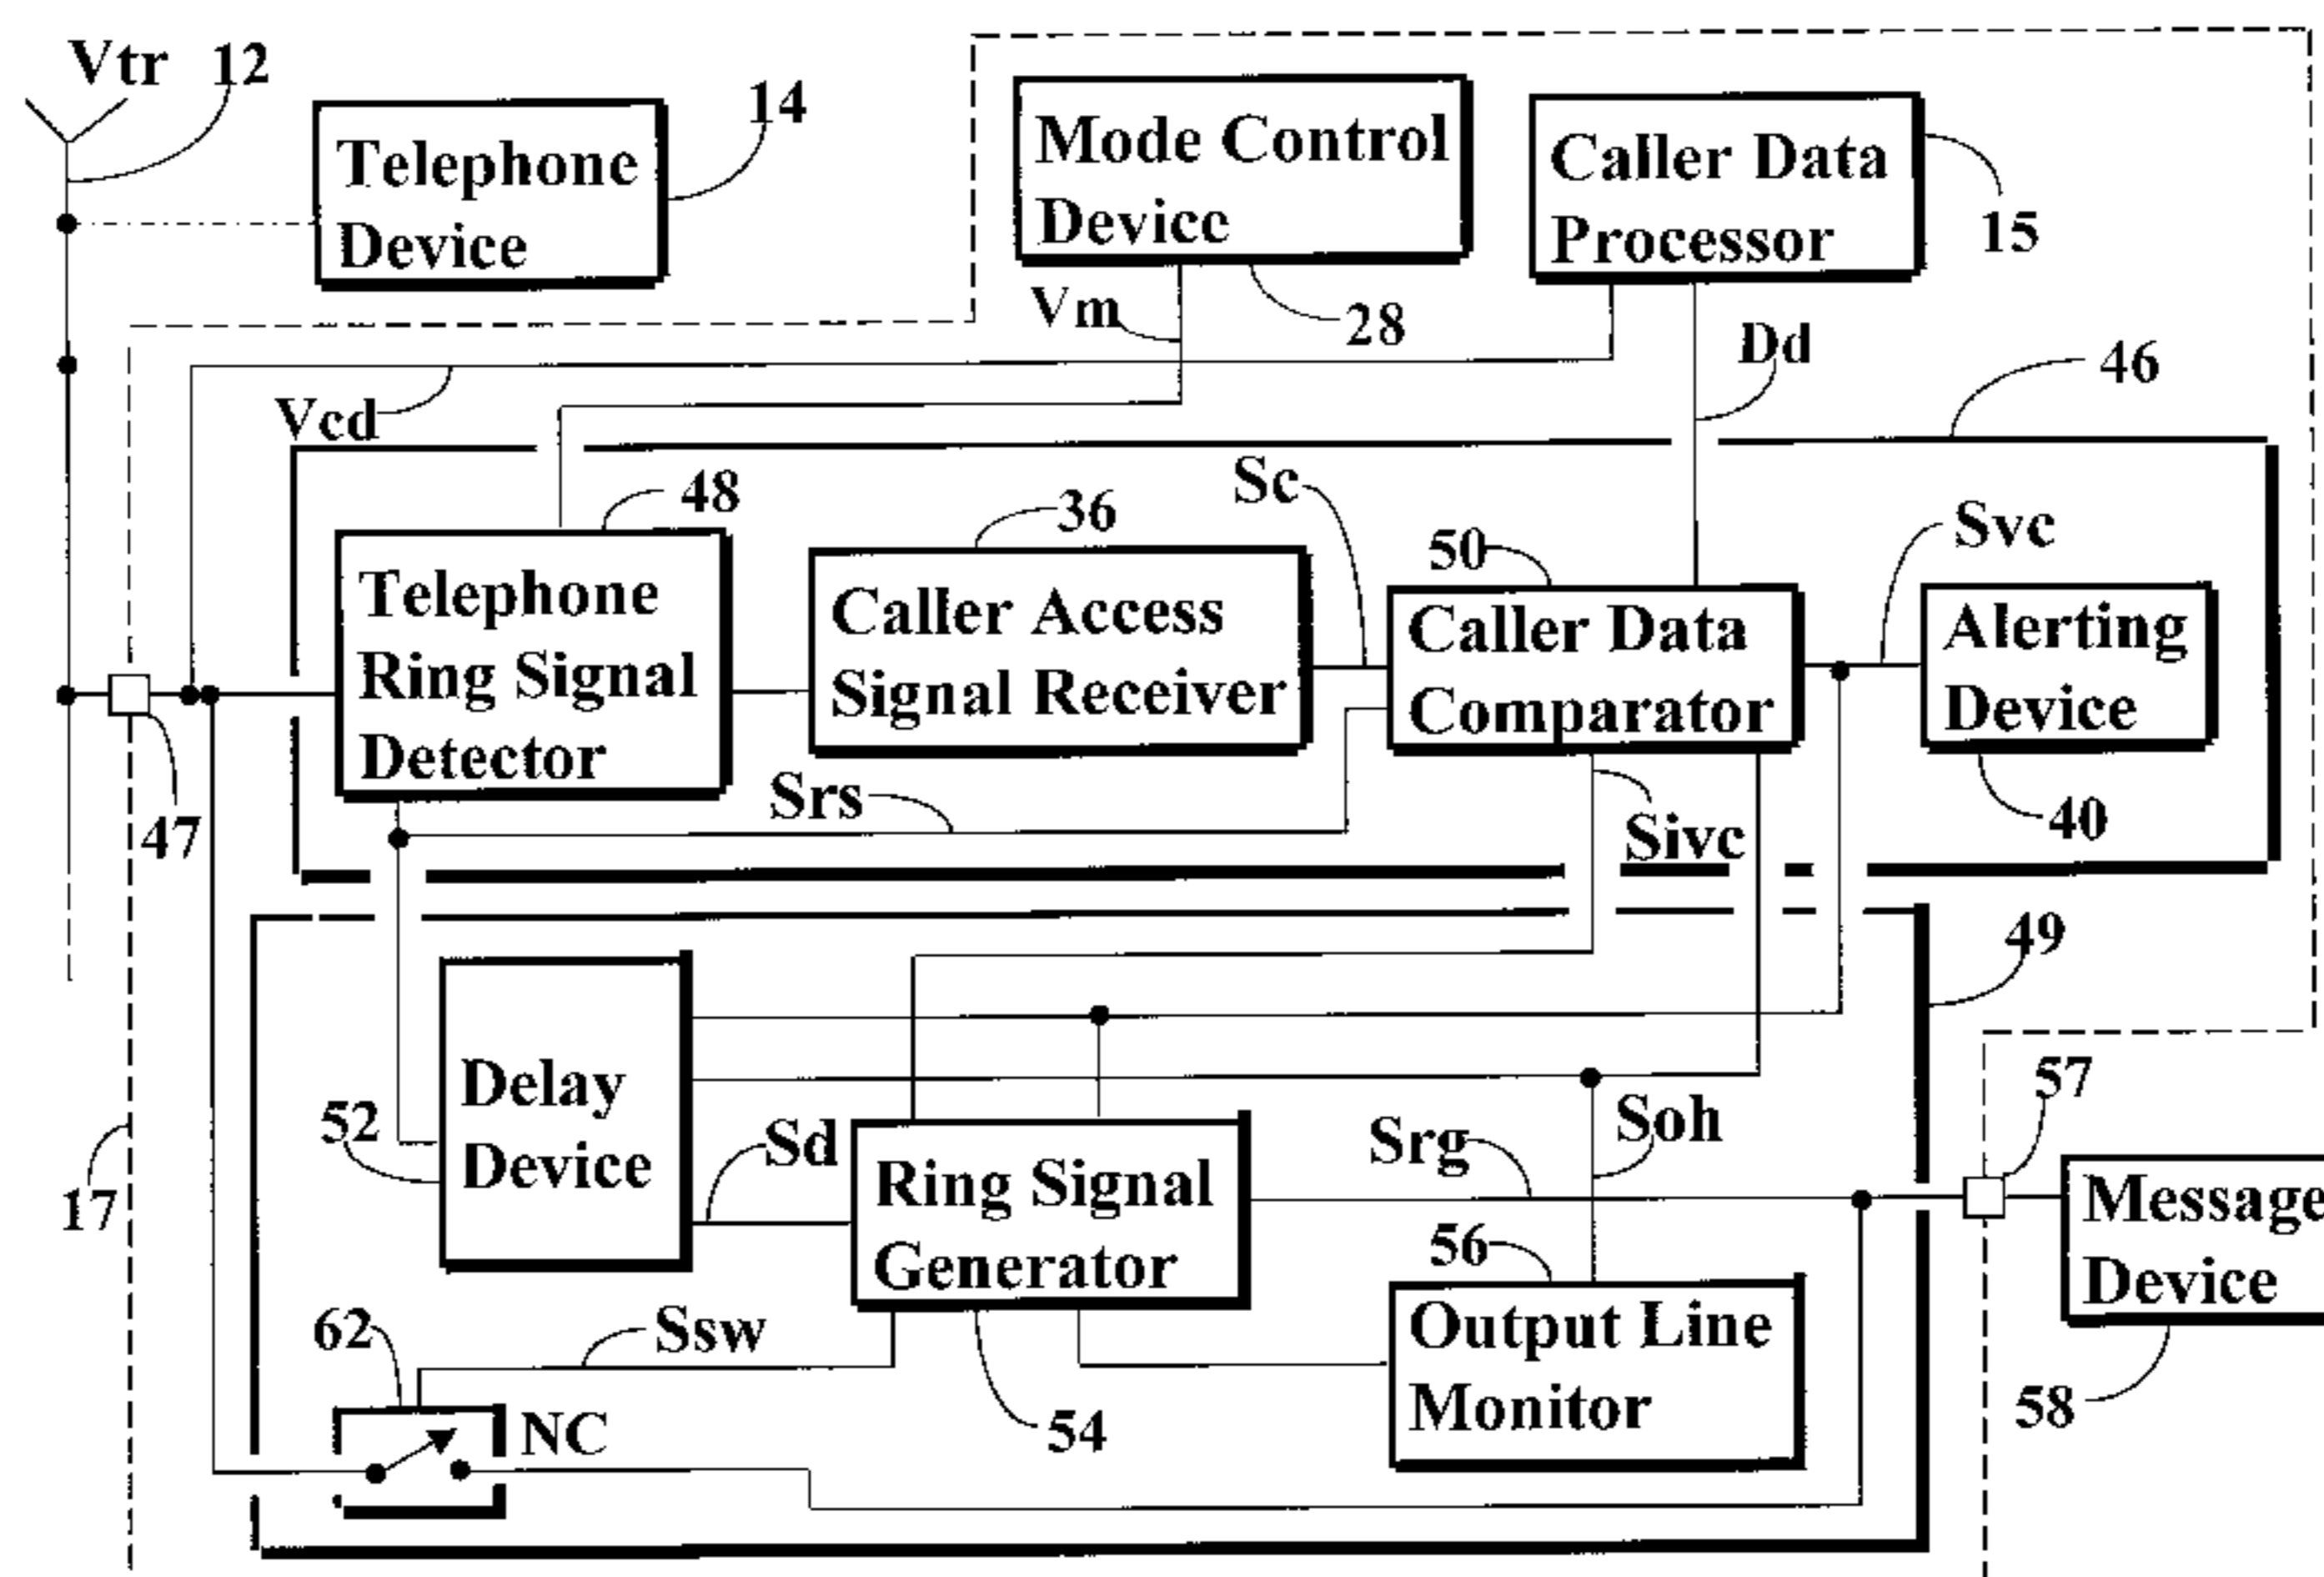 Vtr
12
14
Telephone
Device
Mode Control
Device
Caller Data
Processor
15
Vm
28
Dd
46
Vcd
48
36
Sc
50
Svc
Telephone
Ring Signal
Detector
Caller Access
Signal Receiver
Caller Data
Comparator
Alerting
Device
47
Srs
Sivc
40
49
52
Delay
Device
Sd
Srg
Soh
57
17
Ring Signal
Generator
56
Message
Device
62
Ssw
NC
54
Output Line
Monitor
58